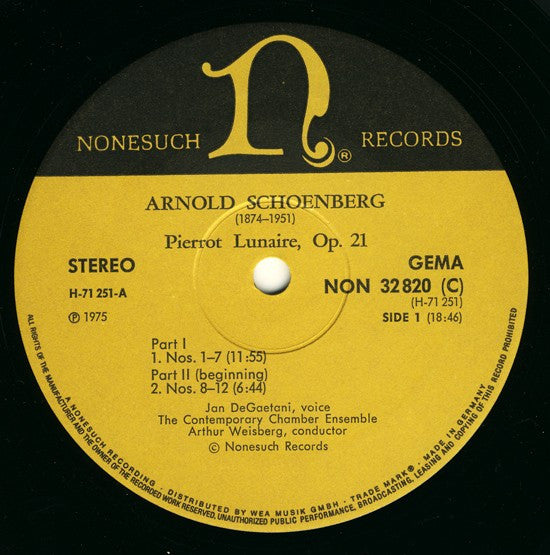 n
NONESUCH RECORDS
®
ARNOLD SCHOENBERG
(1874–1951)
Pierrot Lunaire, Op. 21
STEREO
H-71 251-A
℗ 1975
GEMA
NON 32 820 (C)
(H-71 251)
SIDE 1 (18:46)
Part I
1. Nos. 1–7 (11:55)
Part II (beginning)
2. Nos. 8–12 (6:44)
Jan DeGaetani, voice
The Contemporary Chamber Ensemble
Arthur Weisberg, conductor
© Nonesuch Records
A NONESUCH RECORDING - DISTRIBUTED BY WEA MUSIK GMBH - TRADE MARK ® - MADE IN GERMANY
ALL RIGHTS OF THE MANUFACTURER AND THE OWNER OF THE RECORDED WORK RESERVED, UNAUTHORIZED PUBLIC PERFORMANCE, BROADCASTING, LEASING AND COPYING OF THIS RECORD PROHIBITED